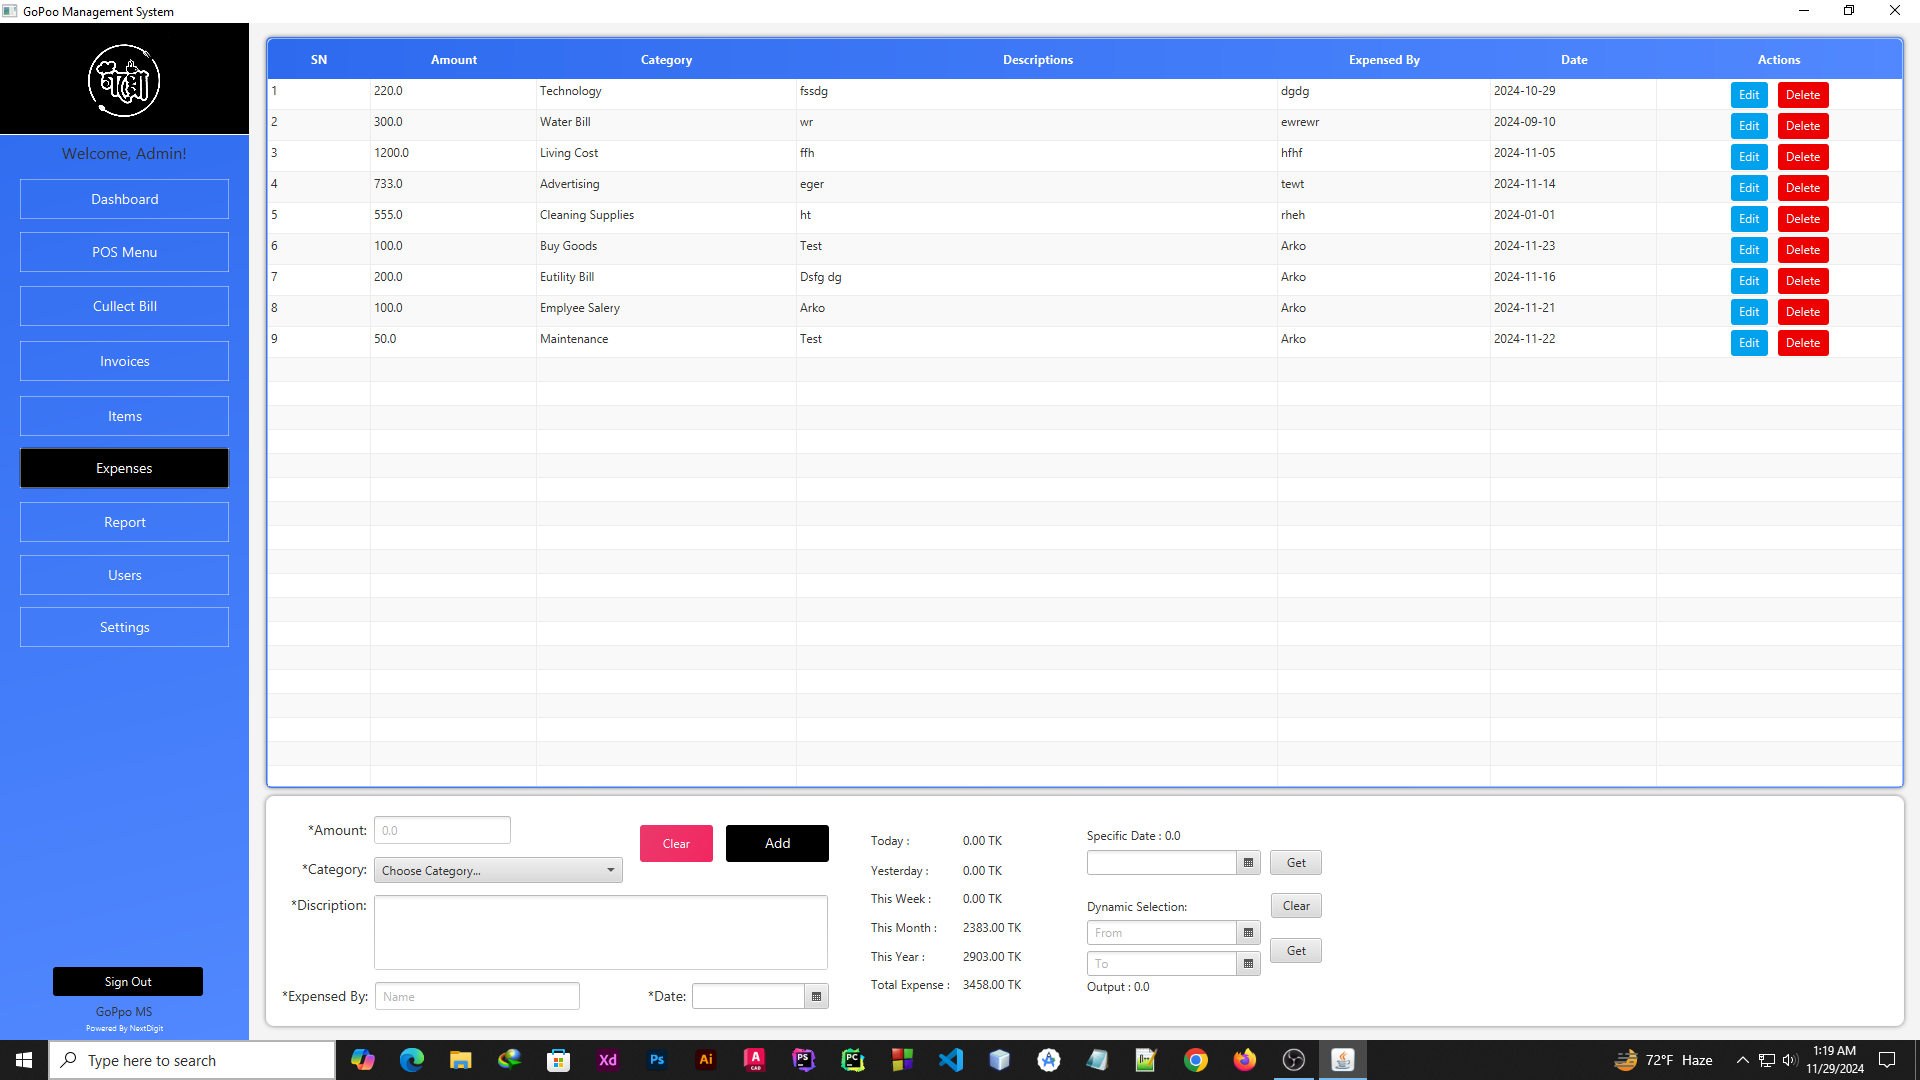 GoPoo Management System
গপ্পো
Welcome, Admin!
Dashboard
POS Menu
Cullect Bill
Invoices
Items
Expenses
Report
Users
Settings
Sign Out
GoPpo MS
Powered By NextDigit
SN Amount Category Descriptions Expensed By Date Actions
1 220.0 Technology fssdg dgdg 2024-10-29 Edit Delete
2 300.0 Water Bill wr ewrewr 2024-09-10 Edit Delete
3 1200.0 Living Cost ffh hfhf 2024-11-05 Edit Delete
4 733.0 Advertising eger tewt 2024-11-14 Edit Delete
5 555.0 Cleaning Supplies ht rheh 2024-01-01 Edit Delete
6 100.0 Buy Goods Test Arko 2024-11-23 Edit Delete
7 200.0 Eutility Bill Dsfg dg Arko 2024-11-16 Edit Delete
8 100.0 Emplyee Salery Arko Arko 2024-11-21 Edit Delete
9 50.0 Maintenance Test Arko 2024-11-22 Edit Delete
*Amount: 0.0
Clear Add
*Category: Choose Category...
*Discription:
*Expensed By: Name *Date:
Today : 0.00 TK
Yesterday : 0.00 TK
This Week : 0.00 TK
This Month : 2383.00 TK
This Year : 2903.00 TK
Total Expense : 3458.00 TK
Specific Date : 0.0
Get
Dynamic Selection: Clear
From
Get
To
Output : 0.0
Type here to search
Xd Ps Ai A CAD PS PC
72°F Haze
1:19 AM
11/29/2024